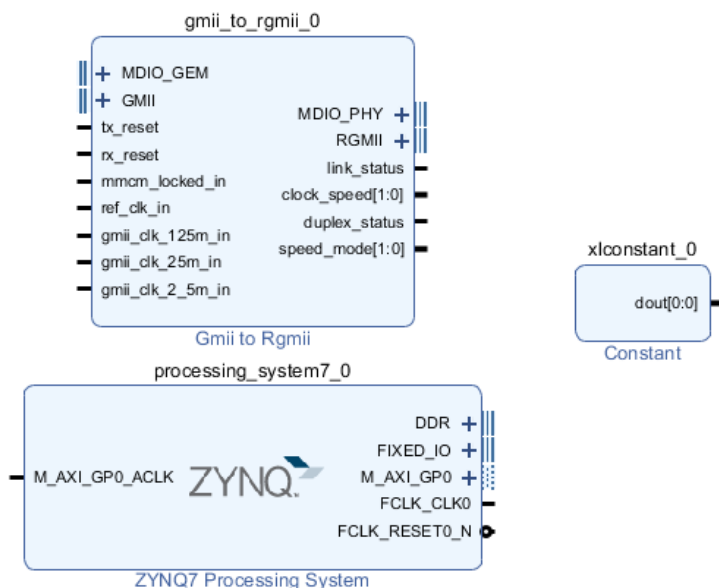 gmii_to_rgmii_0
MDIO_GEM
GMII
tx_reset
rx_reset
mmcm_locked_in
ref_clk_in
gmii_clk_125m_in
gmii_clk_25m_in
gmii_clk_2_5m_in
MDIO_PHY
RGMII
link_status
clock_speed[1:0]
duplex_status
speed_mode[1:0]
Gmii to Rgmii
xlconstant_0
dout[0:0]
Constant
processing_system7_0
M_AXI_GP0_ACLK
ZYNQ.
DDR
FIXED_IO
M_AXI_GP0
FCLK_CLK0
FCLK_RESET0_N
ZYNQ7 Processing System